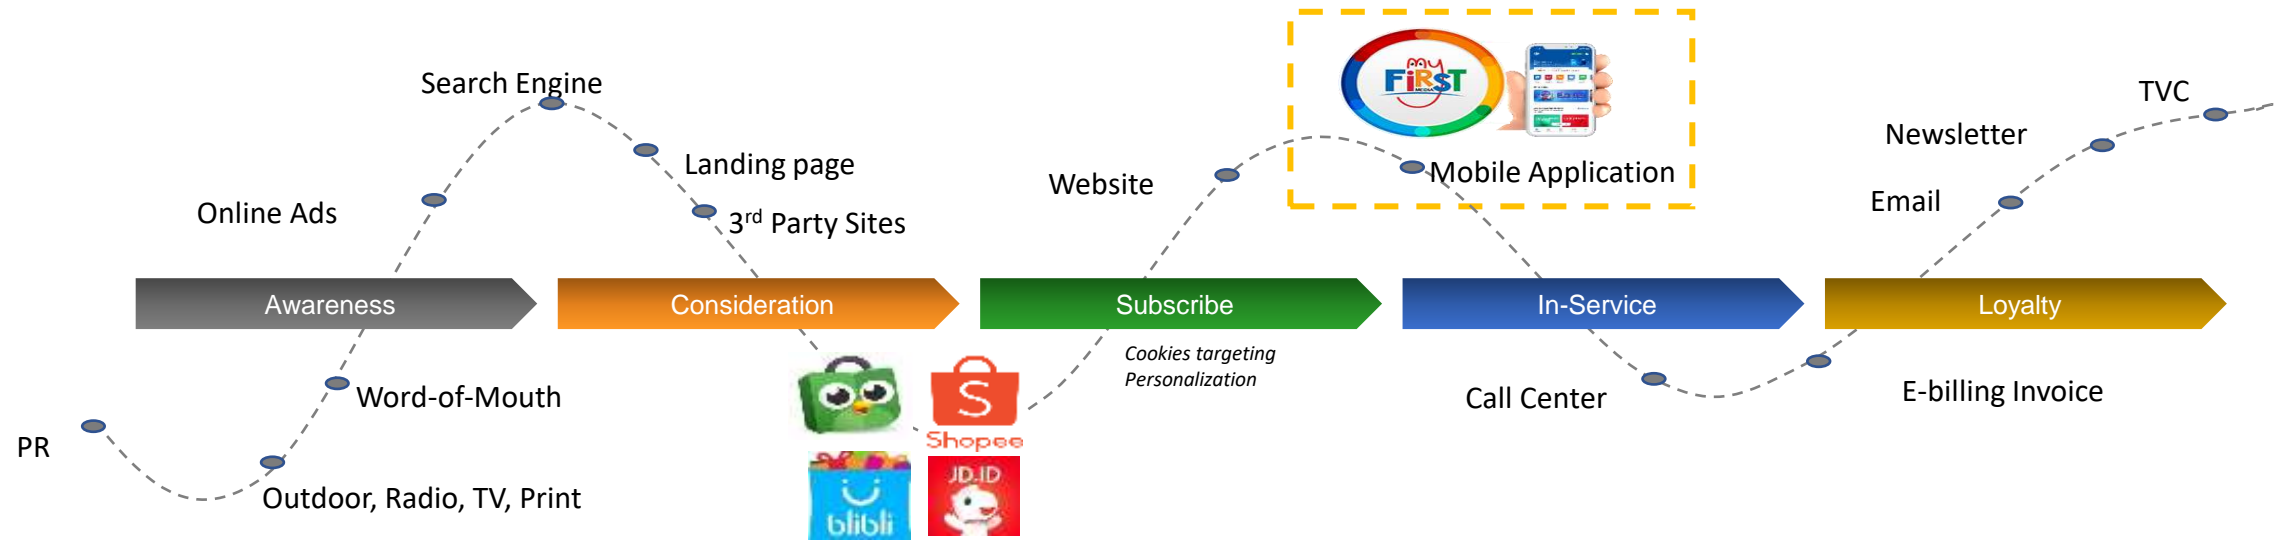 Search Engine
Online Ads
Landing page
3rd Party Sites
Website
my
FiRST
MEDIA
Mobile Application
TVC
Newsletter
Email
Awareness
Consideration
Subscribe
In-Service
Loyalty
Cookies targeting
Personalization
PR
Word-of-Mouth
Outdoor, Radio, TV, Print
S
Shopee
blibli
JD.ID
Call Center
E-billing Invoice